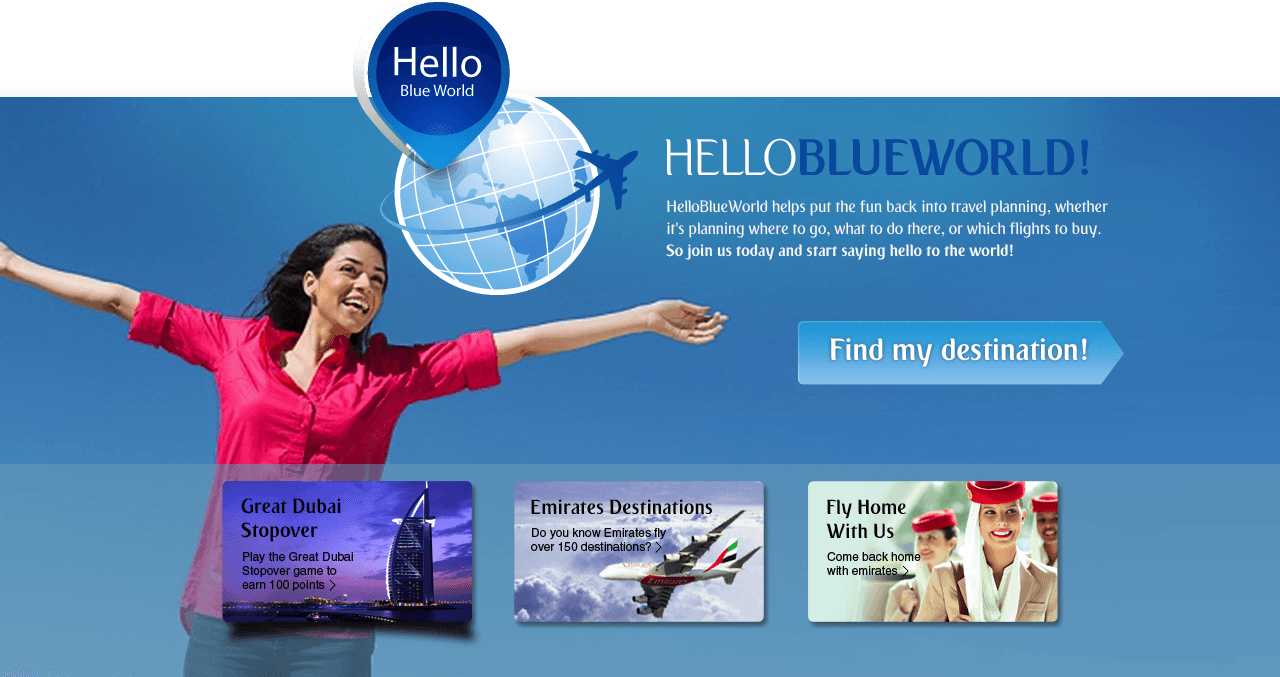 Hello
Blue World
HELLOBLUEWORLD!
HelloBlueWorld helps put the fun back into travel planning, whether
it's planning where to go, what to do there, or which flights to buy.
So join us today and start saying hello to the world!
Find my destination!
Great Dubai
Stopover
Play the Great Dubai
Stopover game to
earn 100 points >
Emirates Destinations
Do you know Emirates fly
over 150 destinations? >
Emirates
Fly Home
With Us
Come back home
with emirates >